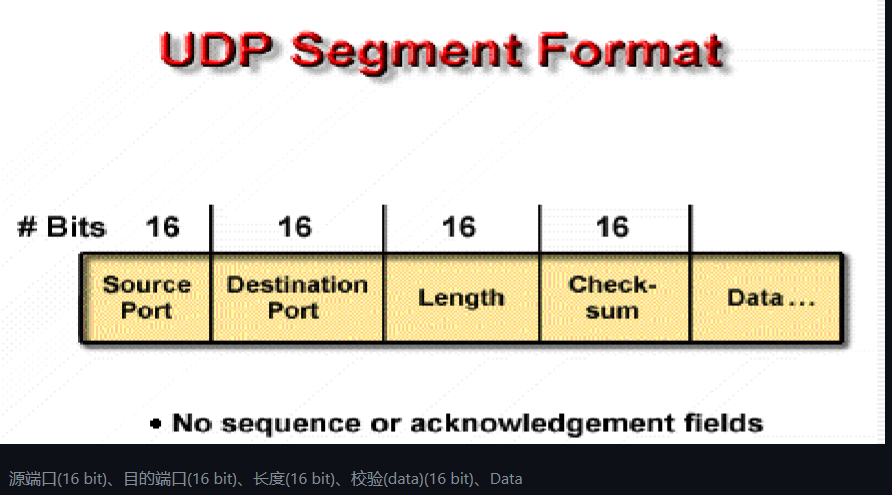 UDP Segment Format
# Bits 16 16 16 16
Source Port
Destination Port
Length
Check-
sum
Data...
• No sequence or acknowledgement fields
源端口(16 bit)、目的端口(16 bit)、长度(16 bit)、校验(data)(16 bit)、Data